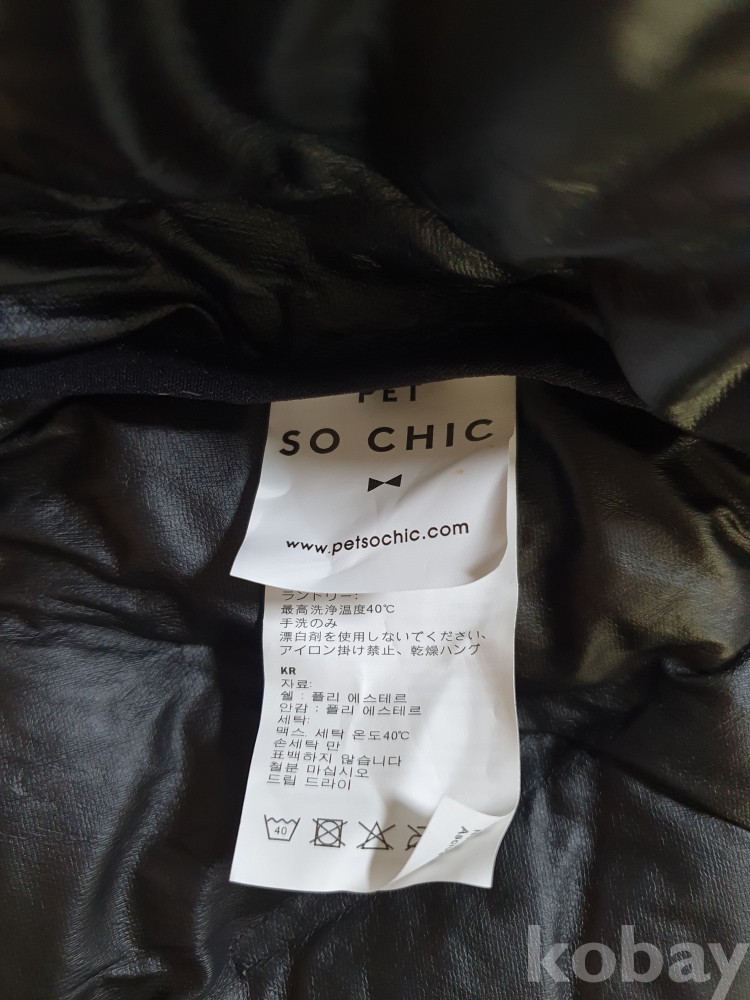 PET
SO CHIC
www.petsochic.com
ランドリー:
最高洗浄温度40℃
手洗のみ
漂白剤を使用しないてください、
アイロン掛け禁止、乾燥ハング
KR
자료:
쉘 : 플리 에스테르
안감 : 플리 에스테르
세탁:
맥스 세탁 온도40℃
손세탁 만
표백하지 않습니다
철분 마십시오
드립 드라이
40
kobay